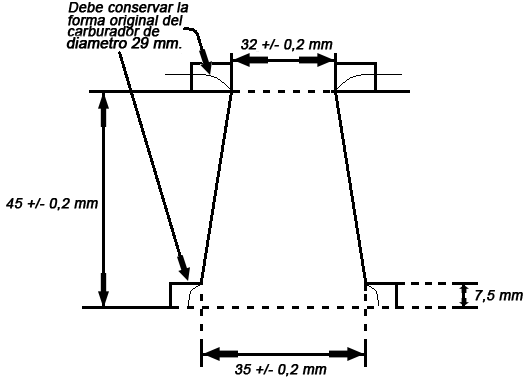 Debe conservar la
forma original del
carburador de
diametro 29 mm.
32 +/- 0,2 mm
45 +/- 0,2 mm
7,5 mm
35 +/- 0,2 mm